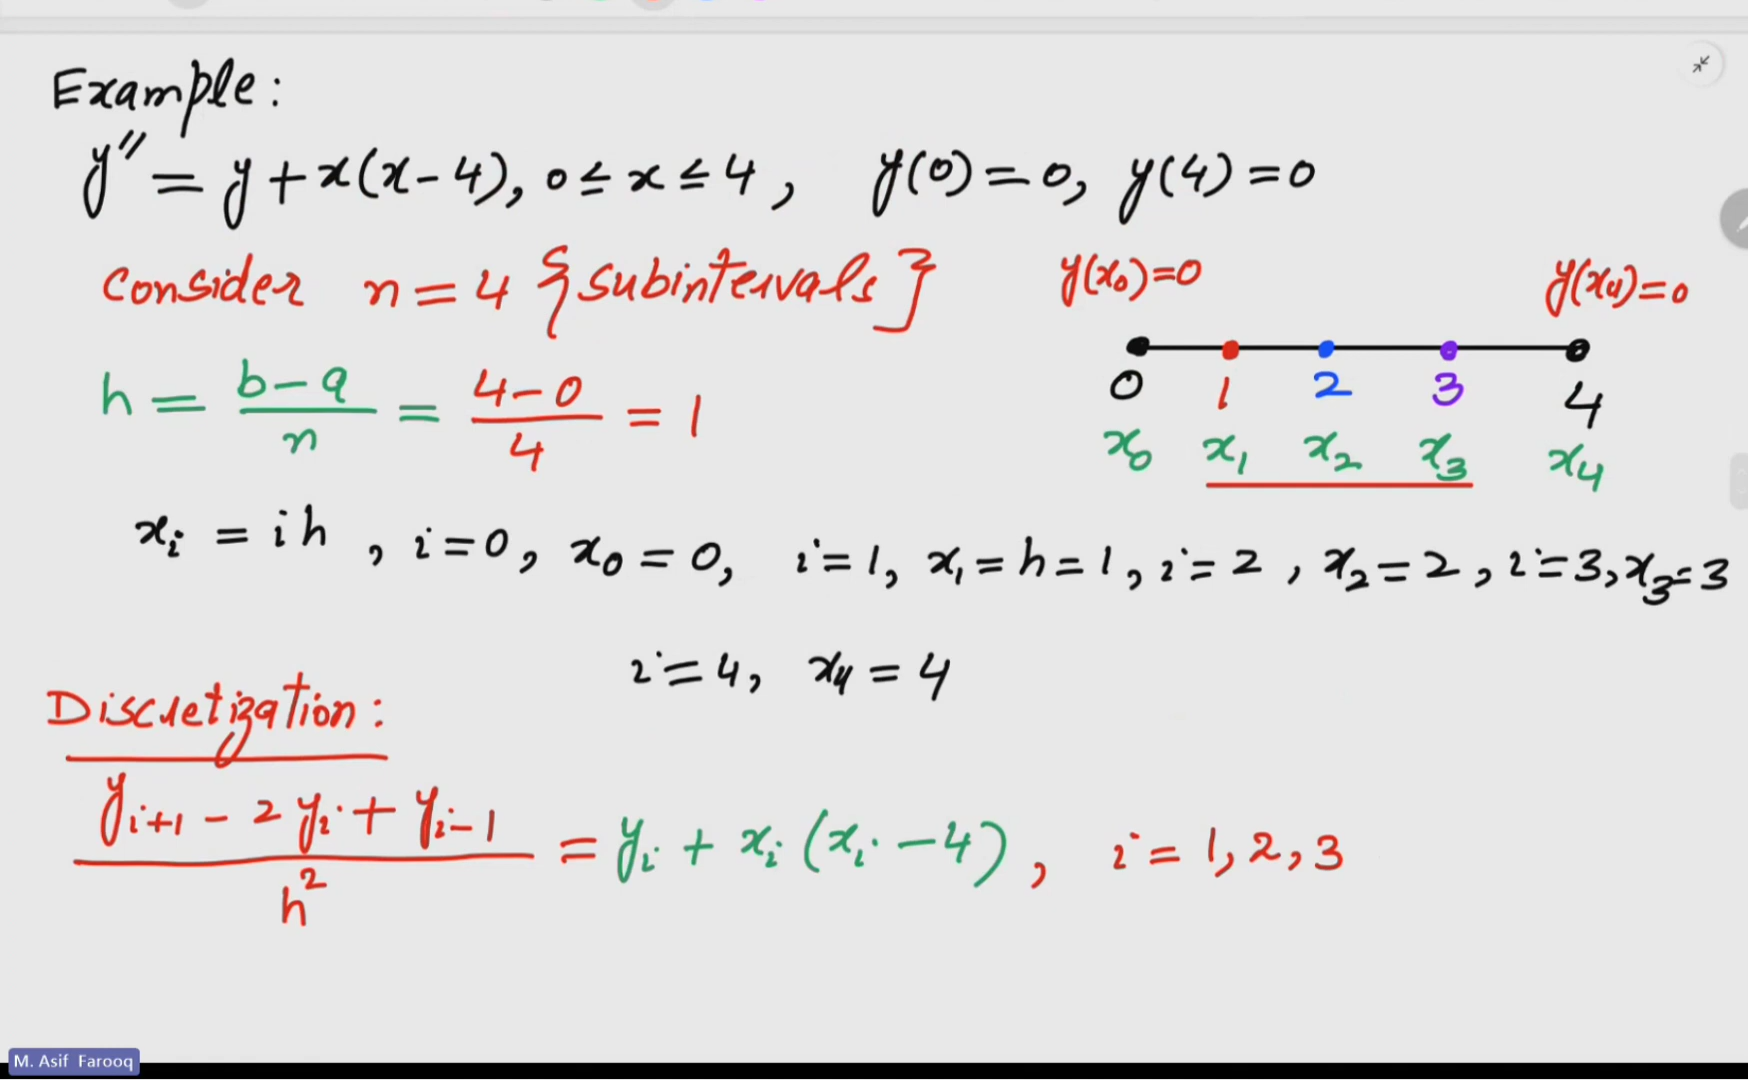 Example:
y'' = y + x(x-4), 0 ≤ x ≤ 4, y(0) = 0, y(4) = 0
Consider n = 4 {subintervals}
y(x₀) = 0 y(x₄) = 0
h = (b-a)/n = (4-0)/4 = 1
0 1 2 3 4
x₀ x₁ x₂ x₃ x₄
xᵢ = ih, i = 0, x₀ = 0, i = 1, x₁ = h = 1, i = 2, x₂ = 2, i = 3, x₃ = 3
i = 4, x₄ = 4
Discretization:
(yᵢ₊₁ - 2yᵢ + yᵢ₋₁)/h² = yᵢ + xᵢ(xᵢ - 4), i = 1, 2, 3
M. Asif Farooq